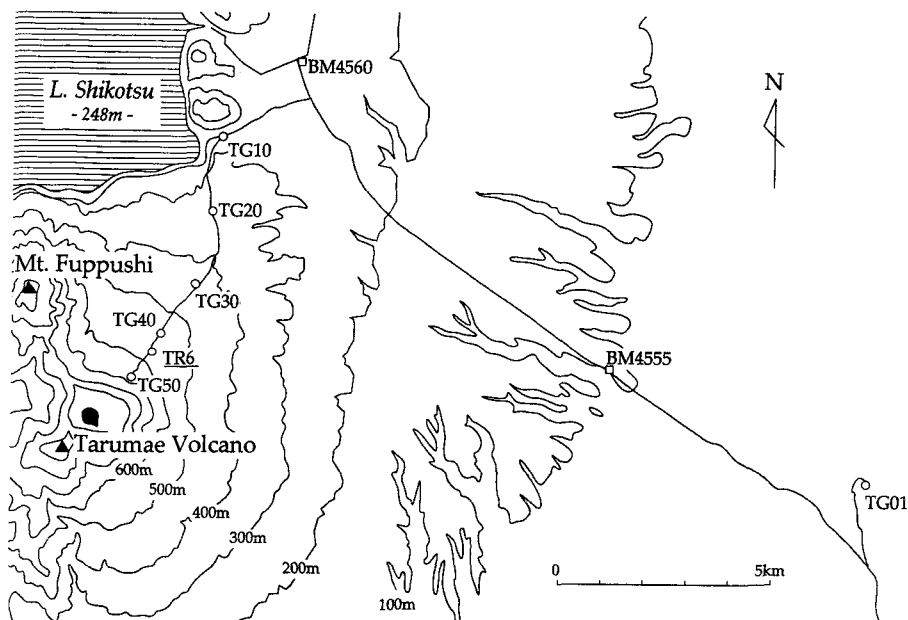 BM4560
L. Shikotsu
- 248m -
N
TG10
TG20
Mt. Fuppushi
TG30
TG40
TR6
BM4555
TG50
Tarumae Volcano
600m
500m
TG01
400m
300m
200m
0 5km
100m